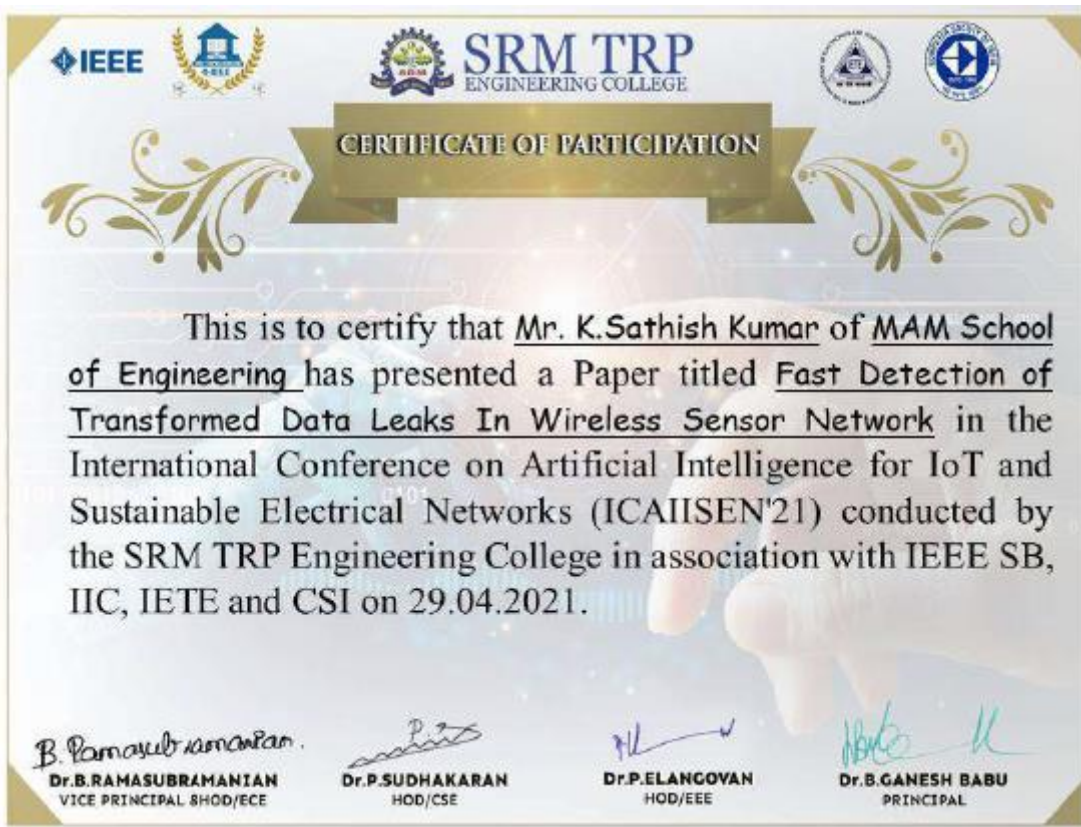 IEEE
SRM TRP
ENGINEERING COLLEGE
CERTIFICATE OF PARTICIPATION
This is to certify that Mr. K.Sathish Kumar of MAM School
of Engineering has presented a Paper titled Fast Detection of
Transformed Data Leaks In Wireless Sensor Network in the
International Conference on Artificial Intelligence for IoT and
Sustainable Electrical Networks (ICAIISEN'21) conducted by
the SRM TRP Engineering College in association with IEEE SB,
IIC, IETE and CSI on 29.04.2021.
B. Ramasubramanian.
Dr.B.RAMASUBRAMANIAN Dr.P.SUDHAKARAN Dr.P.ELANGOVAN Dr.B.GANESH BABU
VICE PRINCIPAL &HOD/ECE HOD/CSE HOD/EEE PRINCIPAL